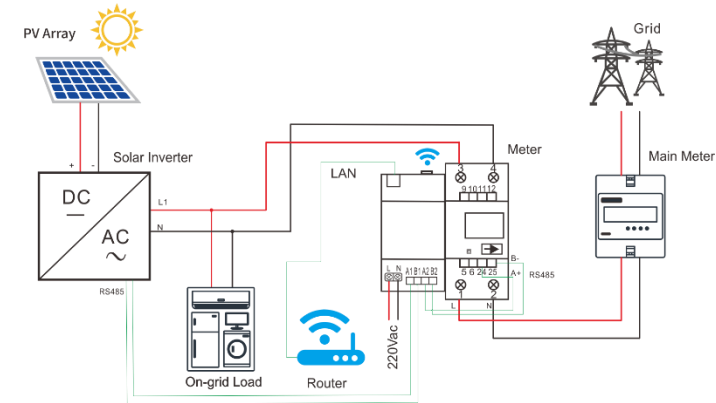 PV Array
Grid
+ -
Solar Inverter
Meter
Main Meter
LAN
3 4
9 10 11 12
DC
AC
L1
N
L N A1 B1 A2 B2
5 6 24 25
B-
A+
RS485
1 2
L N
RS485
220Vac
On-grid Load
Router